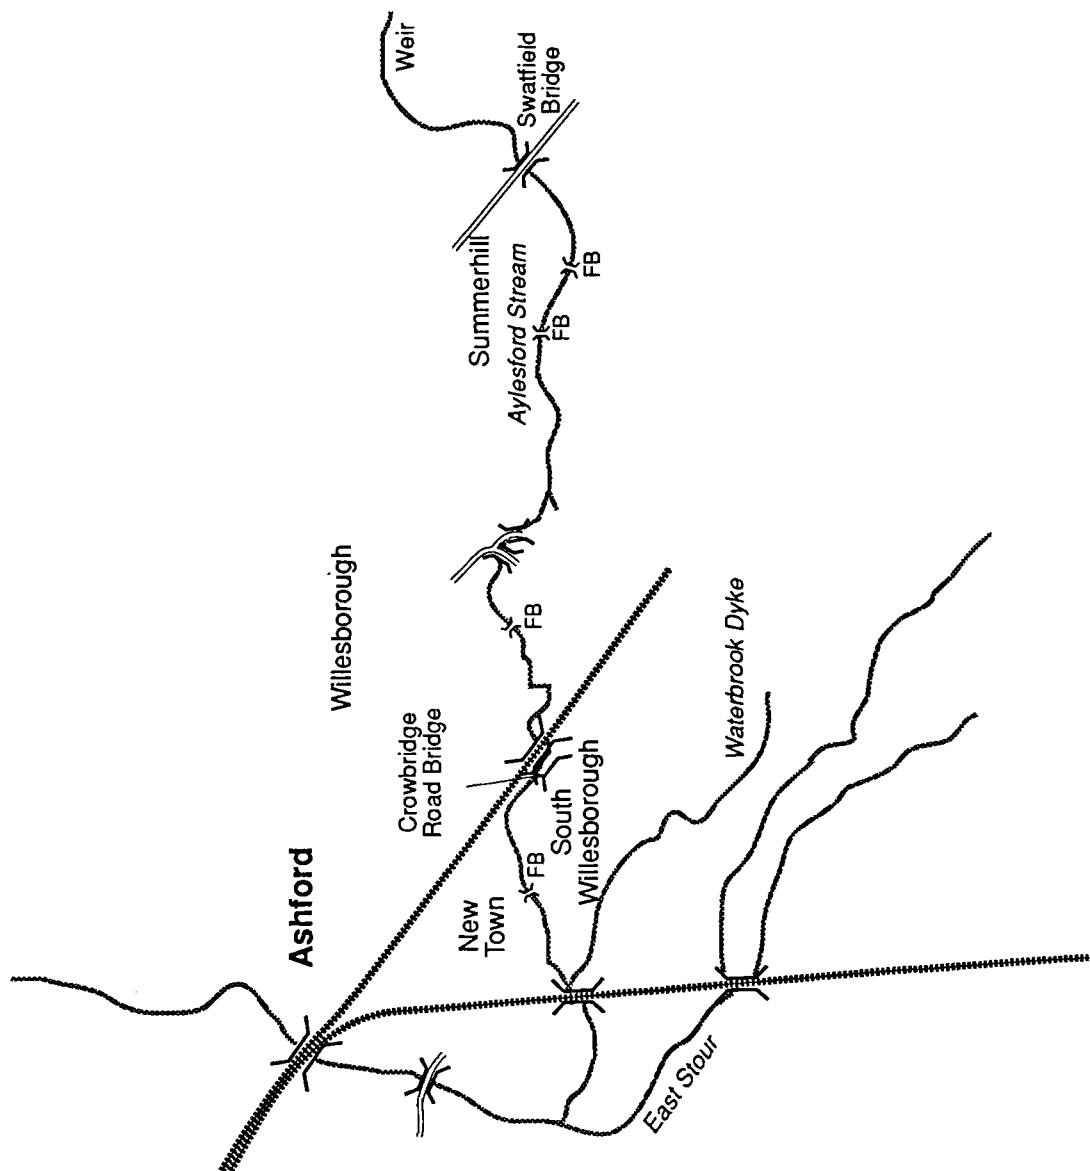 Weir
Swatfield
Bridge
Summerhill
Aylesford Stream
FB
FB
Willesborough
FB
Crowbridge
Road Bridge
Waterbrook Dyke
South
Willesborough
Ashford
FB
New
Town
East Stour